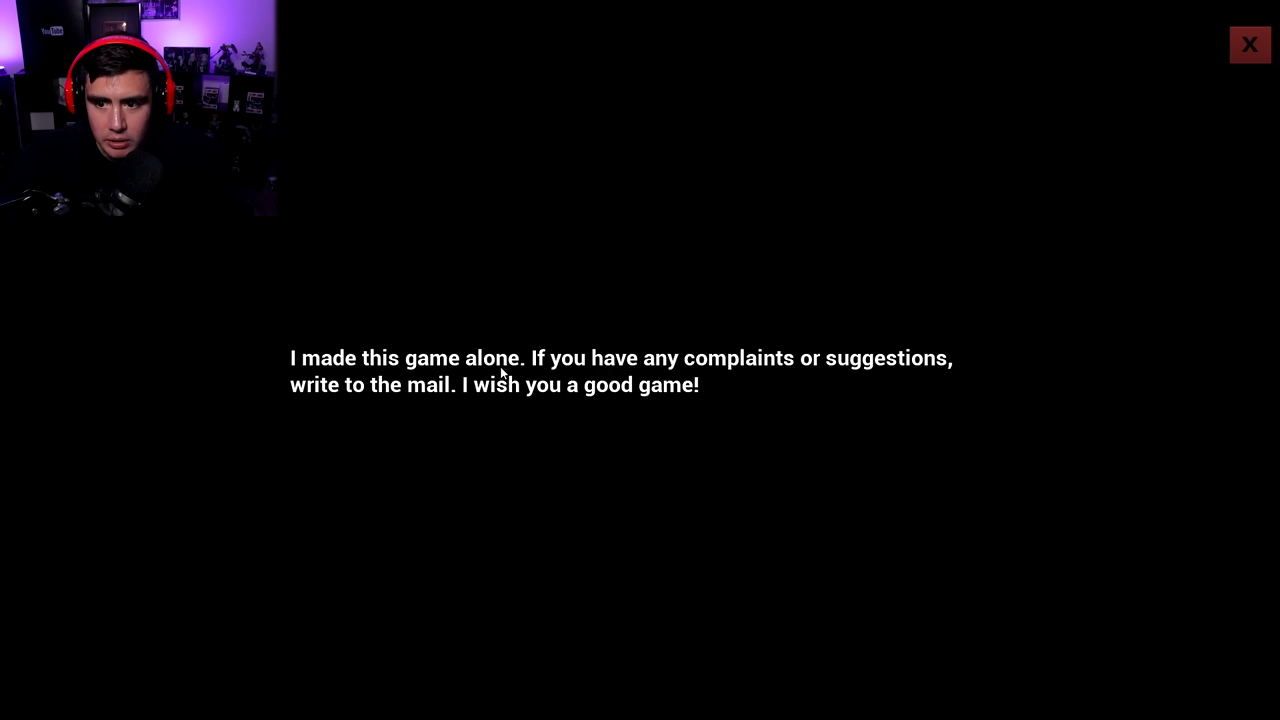 YouTube
X
I made this game alone. If you have any complaints or suggestions,
write to the mail. I wish you a good game!